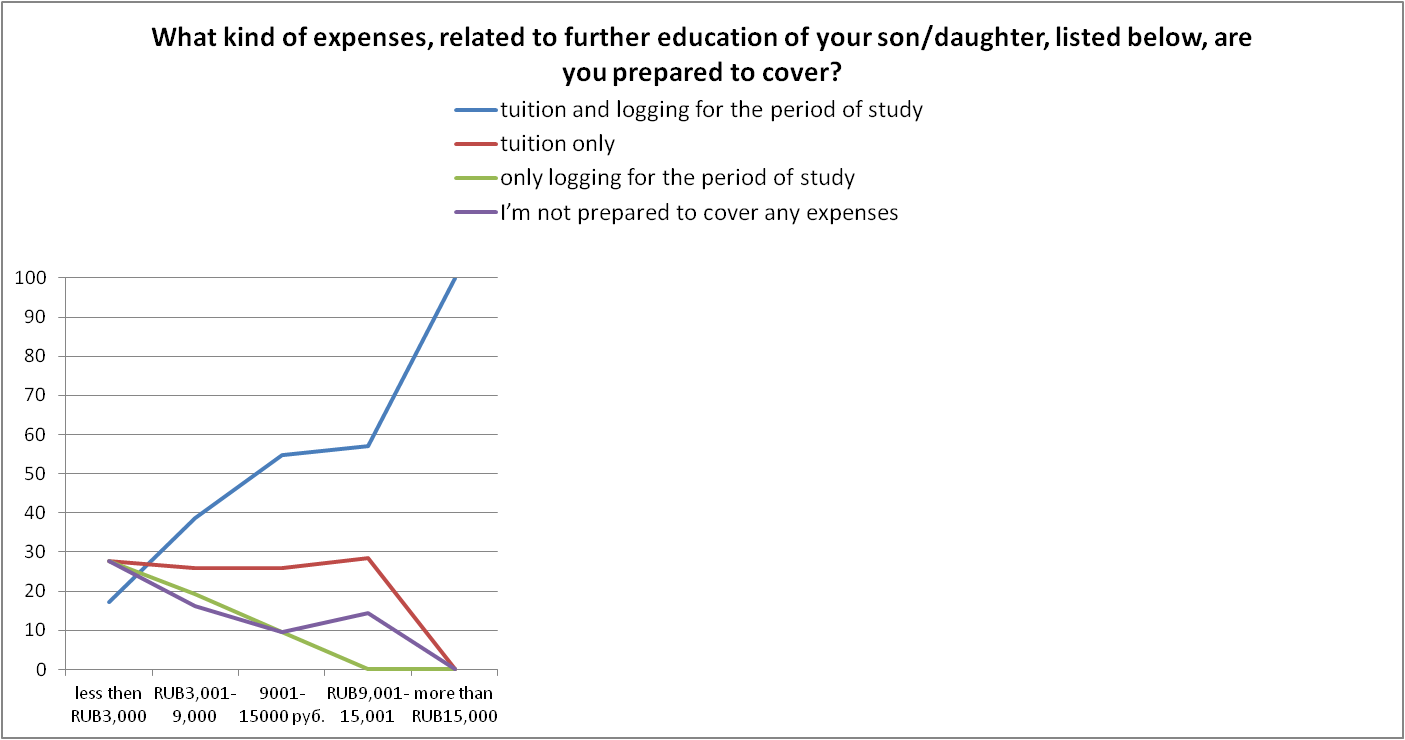 What kind of expenses, related to further education of your son/daughter, listed below, are
you prepared to cover?
tuition and logging for the period of study
tuition only
only logging for the period of study
I'm not prepared to cover any expenses
100
90
80
70
60
50
40
30
20
10
0
less then
RUB3,000
RUB3,001-
9,000
9001-
15000 руб.
RUB9,001-
15,001
more than
RUB15,000